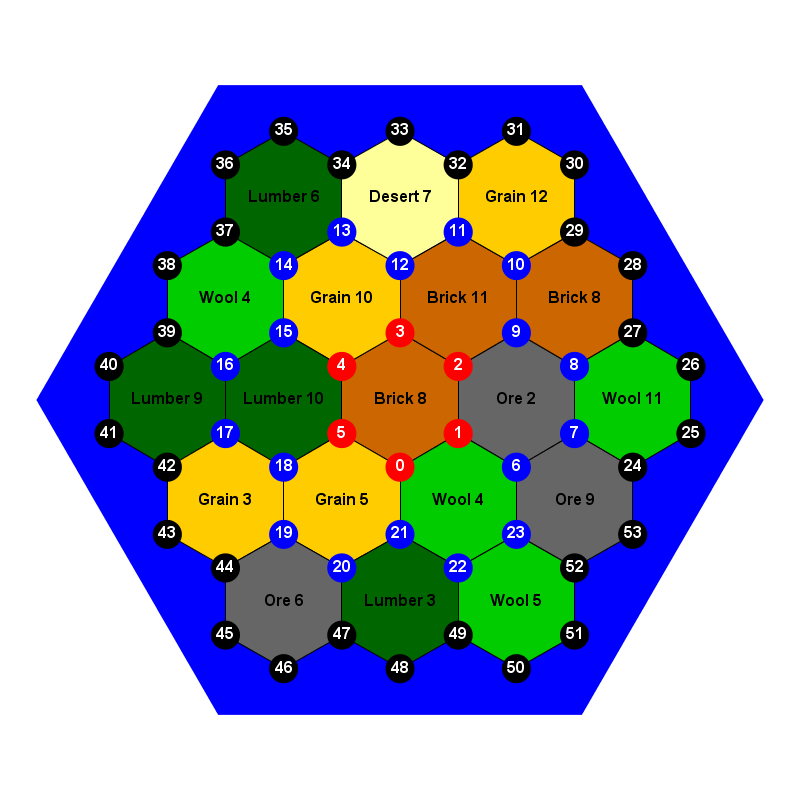 35 33 31
36 34 32 30
Lumber 6 Desert 7 Grain 12
37 13 11 29
38 14 12 10 28
Wool 4 Grain 10 Brick 11 Brick 8
39 15 3 9 27
40 16 4 2 8 26
Lumber 9 Lumber 10 Brick 8 Ore 2 Wool 11
41 17 5 1 7 25
42 18 0 6 24
Grain 3 Grain 5 Wool 4 Ore 9
43 19 21 23 53
44 20 22 52
Ore 6 Lumber 3 Wool 5
45 47 49 51
46 48 50